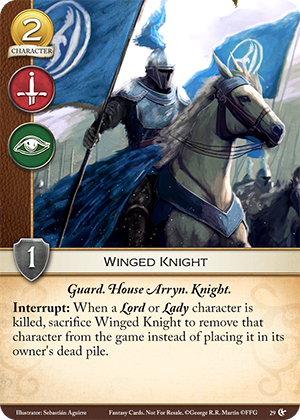 2
CHARACTER
1
WINGED KNIGHT
Guard. House Arryn. Knight.
Interrupt: When a Lord or Lady character is
killed, sacrifice Winged Knight to remove that
character from the game instead of placing it in its
owner's dead pile.
Illustrator: Sebastián Aguirre Fantasy Cards. Not For Resale. ©George R.R. Martin ©FFG 29